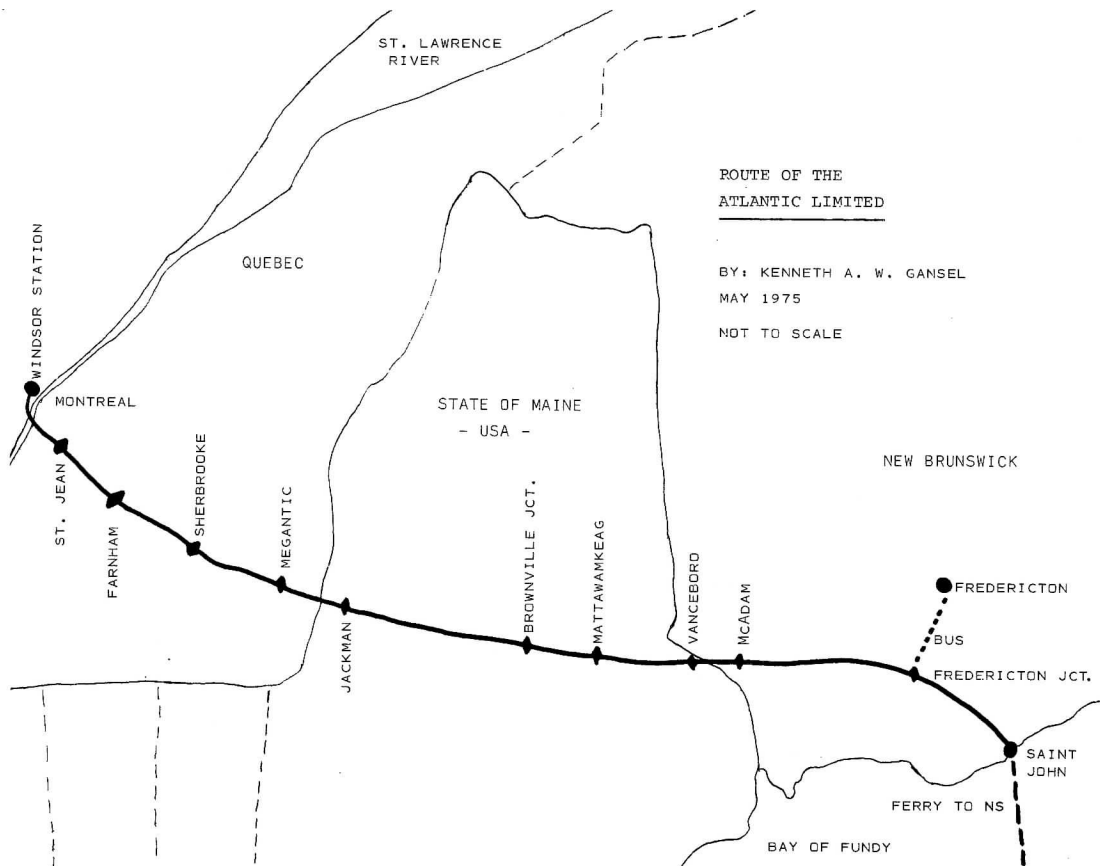 ST. LAWRENCE
RIVER
ROUTE OF THE
ATLANTIC LIMITED
BY: KENNETH A. W. GANSEL
MAY 1975
NOT TO SCALE
QUEBEC
WINDSOR STATION
MONTREAL
STATE OF MAINE
- USA -
NEW BRUNSWICK
ST. JEAN
FARNHAM
SHERBROOKE
MEGANTIC
JACKMAN
BROWNVILLE JCT.
MATTAWAMKEAG
VANCEBORO
MCADAM
FREDERICTON
BUS
FREDERICTON JCT.
SAINT
JOHN
FERRY TO NS
BAY OF FUNDY